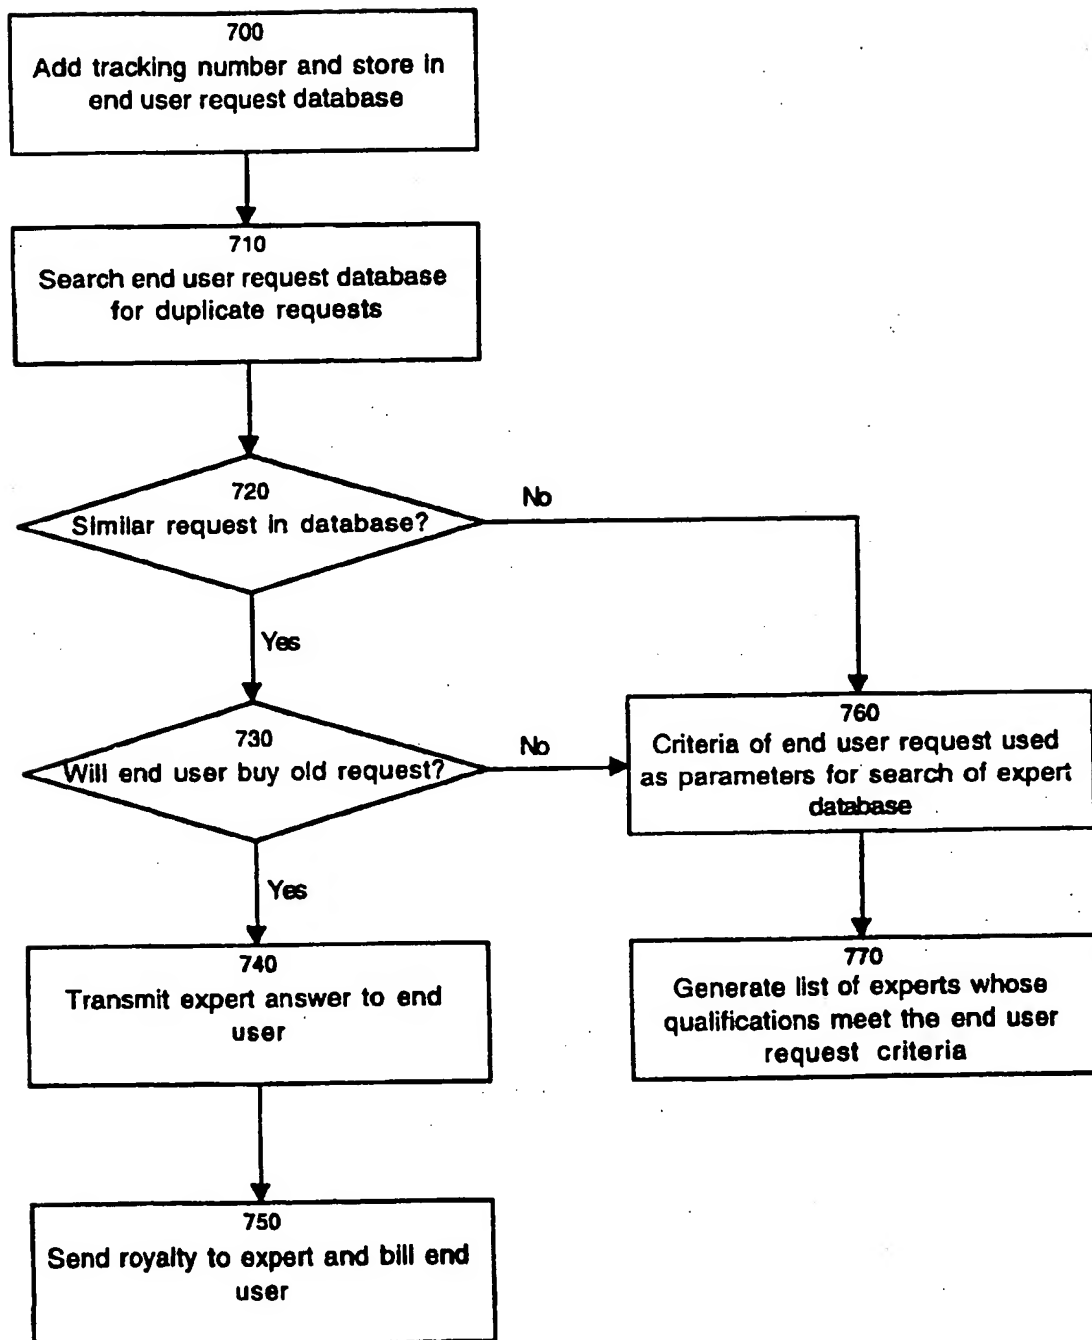 700
Add tracking number and store in
end user request database
710
Search end user request database
for duplicate requests
720
Similar request in database?
No
Yes
730
Will end user buy old request?
No
760
Criteria of end user request used
as parameters for search of expert
database
Yes
740
Transmit expert answer to end
user
770
Generate list of experts whose
qualifications meet the end user
request criteria
750
Send royalty to expert and bill end
user